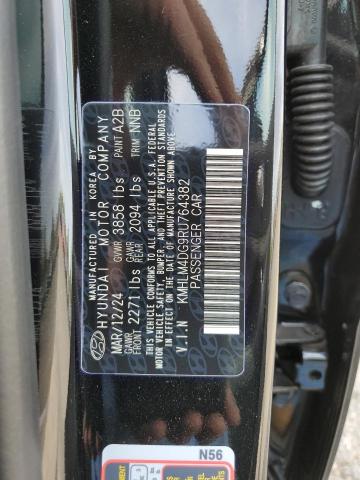 MANUFACTURED IN KOREA BY
HYUNDAI MOTOR COMPANY
MAR/12/24 GVWR 3858 lbs PAINT A2B
GAWR FRONT 2271 lbs GAWR REAR 2094 lbs TRIM NNB
THIS VEHICLE CONFORMS TO ALL APPLICABLE U.S.A. FEDERAL
MOTOR VEHICLE SAFETY, BUMPER, AND THEFT PREVENTION STANDARDS
IN EFFECT ON THE DATE OF MANUFACTURE SHOWN ABOVE.
V.I.N KMHLM4DG9RU764382
PASSENGER CAR
N56